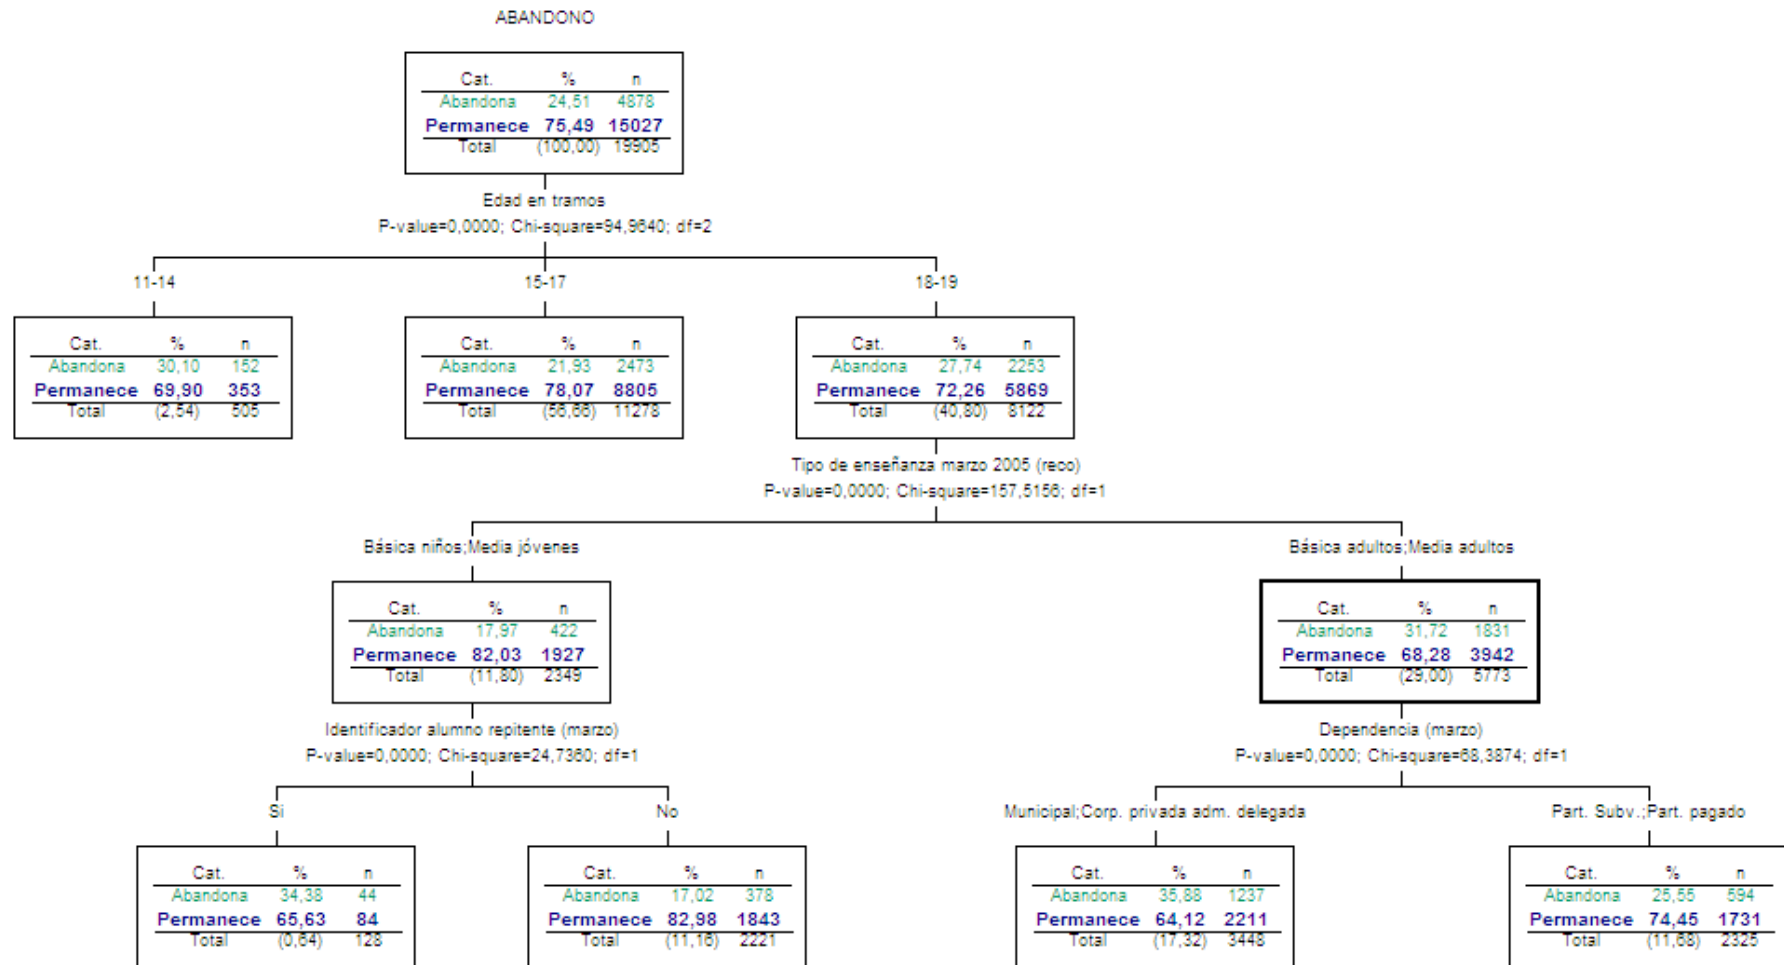 ABANDONO
Cat. % n
Abandona 24,51 4878
Permanece 75,49 15027
Total (100,00) 19905
Edad en tramos
P-value=0,0000; Chi-square=94,9640; df=2
11-14
15-17
18-19
Cat. % n
Abandona 30,10 152
Permanece 69,90 353
Total (2,54) 505
Cat. % n
Abandona 21,93 2473
Permanece 78,07 8805
Total (56,66) 11278
Cat. % n
Abandona 27,74 2253
Permanece 72,26 5869
Total (40,80) 8122
Tipo de enseñanza marzo 2005 (reco)
P-value=0,0000; Chi-square=157,5156; df=1
Básica niños;Media jóvenes
Básica adultos;Media adultos
Cat. % n
Abandona 17,97 422
Permanece 82,03 1927
Total (11,80) 2349
Cat. % n
Abandona 31,72 1831
Permanece 68,28 3942
Total (29,00) 5773
Identificador alumno repitente (marzo)
P-value=0,0000; Chi-square=24,7360; df=1
Dependencia (marzo)
P-value=0,0000; Chi-square=68,3874; df=1
Si
No
Municipal;Corp. privada adm. delegada
Part. Subv.;Part. pagado
Cat. % n
Abandona 34,38 44
Permanece 65,63 84
Total (0,64) 128
Cat. % n
Abandona 17,02 378
Permanece 82,98 1843
Total (11,16) 2221
Cat. % n
Abandona 35,88 1237
Permanece 64,12 2211
Total (17,32) 3448
Cat. % n
Abandona 25,55 594
Permanece 74,45 1731
Total (11,68) 2325